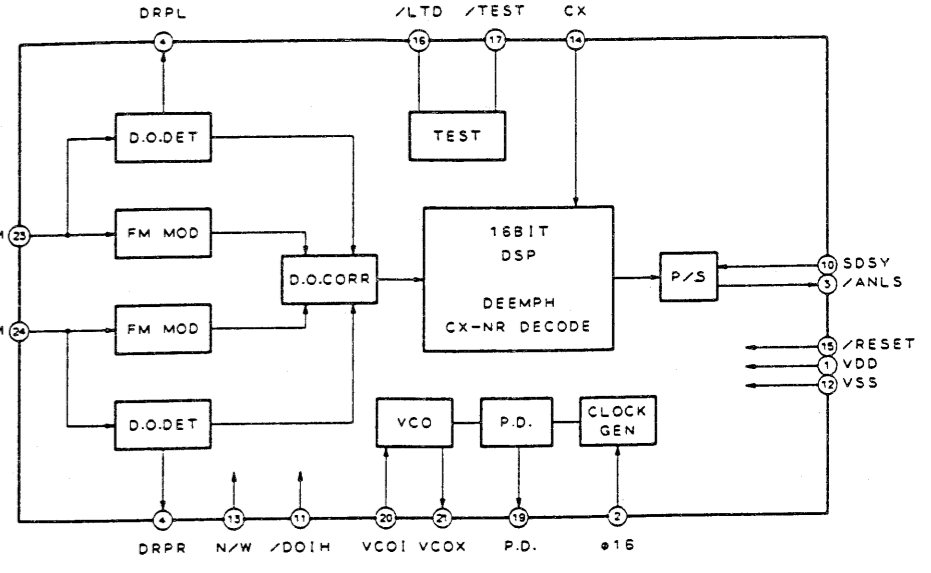 DRPL /LTD /TEST CX
4 16 17 14
D.O.DET
TEST
23 FM MOD
16BIT
DSP
DEEMPH
CX-NR DECODE
D.O.CORR
P/S
10 SDSY
3 /ANLS
24 FM MOD
15 /RESET
1 VDD
12 VSS
D.O.DET
VCO P.D.
CLOCK
GEN
4 13 11 20 21 19 2
DRPR N/W /DOIH VCOI VCOX P.D. ø16